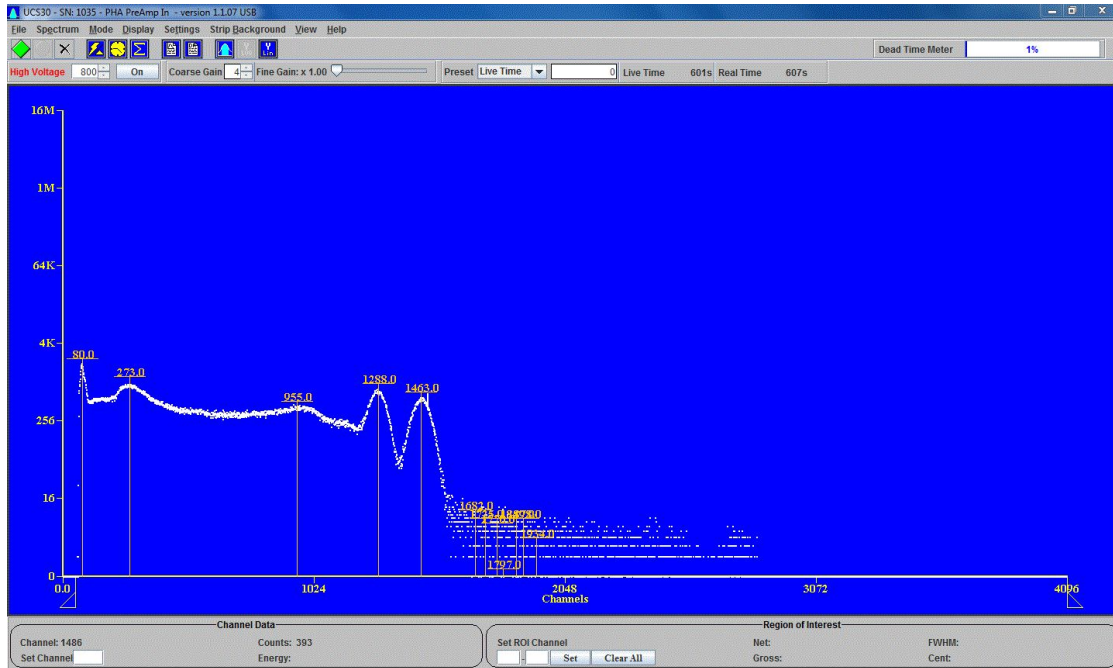 UCS30 - SN: 1035 - PHA PreAmp In - version 1.1.07 USB
File Spectrum Mode Display Settings Strip Background View Help
Dead Time Meter 1%
High Voltage 800 On Coarse Gain 4 Fine Gain: x 1.00 Preset Live Time 0 Live Time 601s Real Time 607s
16M
1M
64K
4K
80.0
273.0
1288.0
1463.0
955.0
256
16
1682.0
1797.0
1934.0
0
0.0 1024 2048 3072 4096
Channels
Channel Data
Channel: 1486 Counts: 393
Set Channel Energy:
Region of Interest
Set ROI Channel Net: FWHM:
- Set Clear All Gross: Cent: